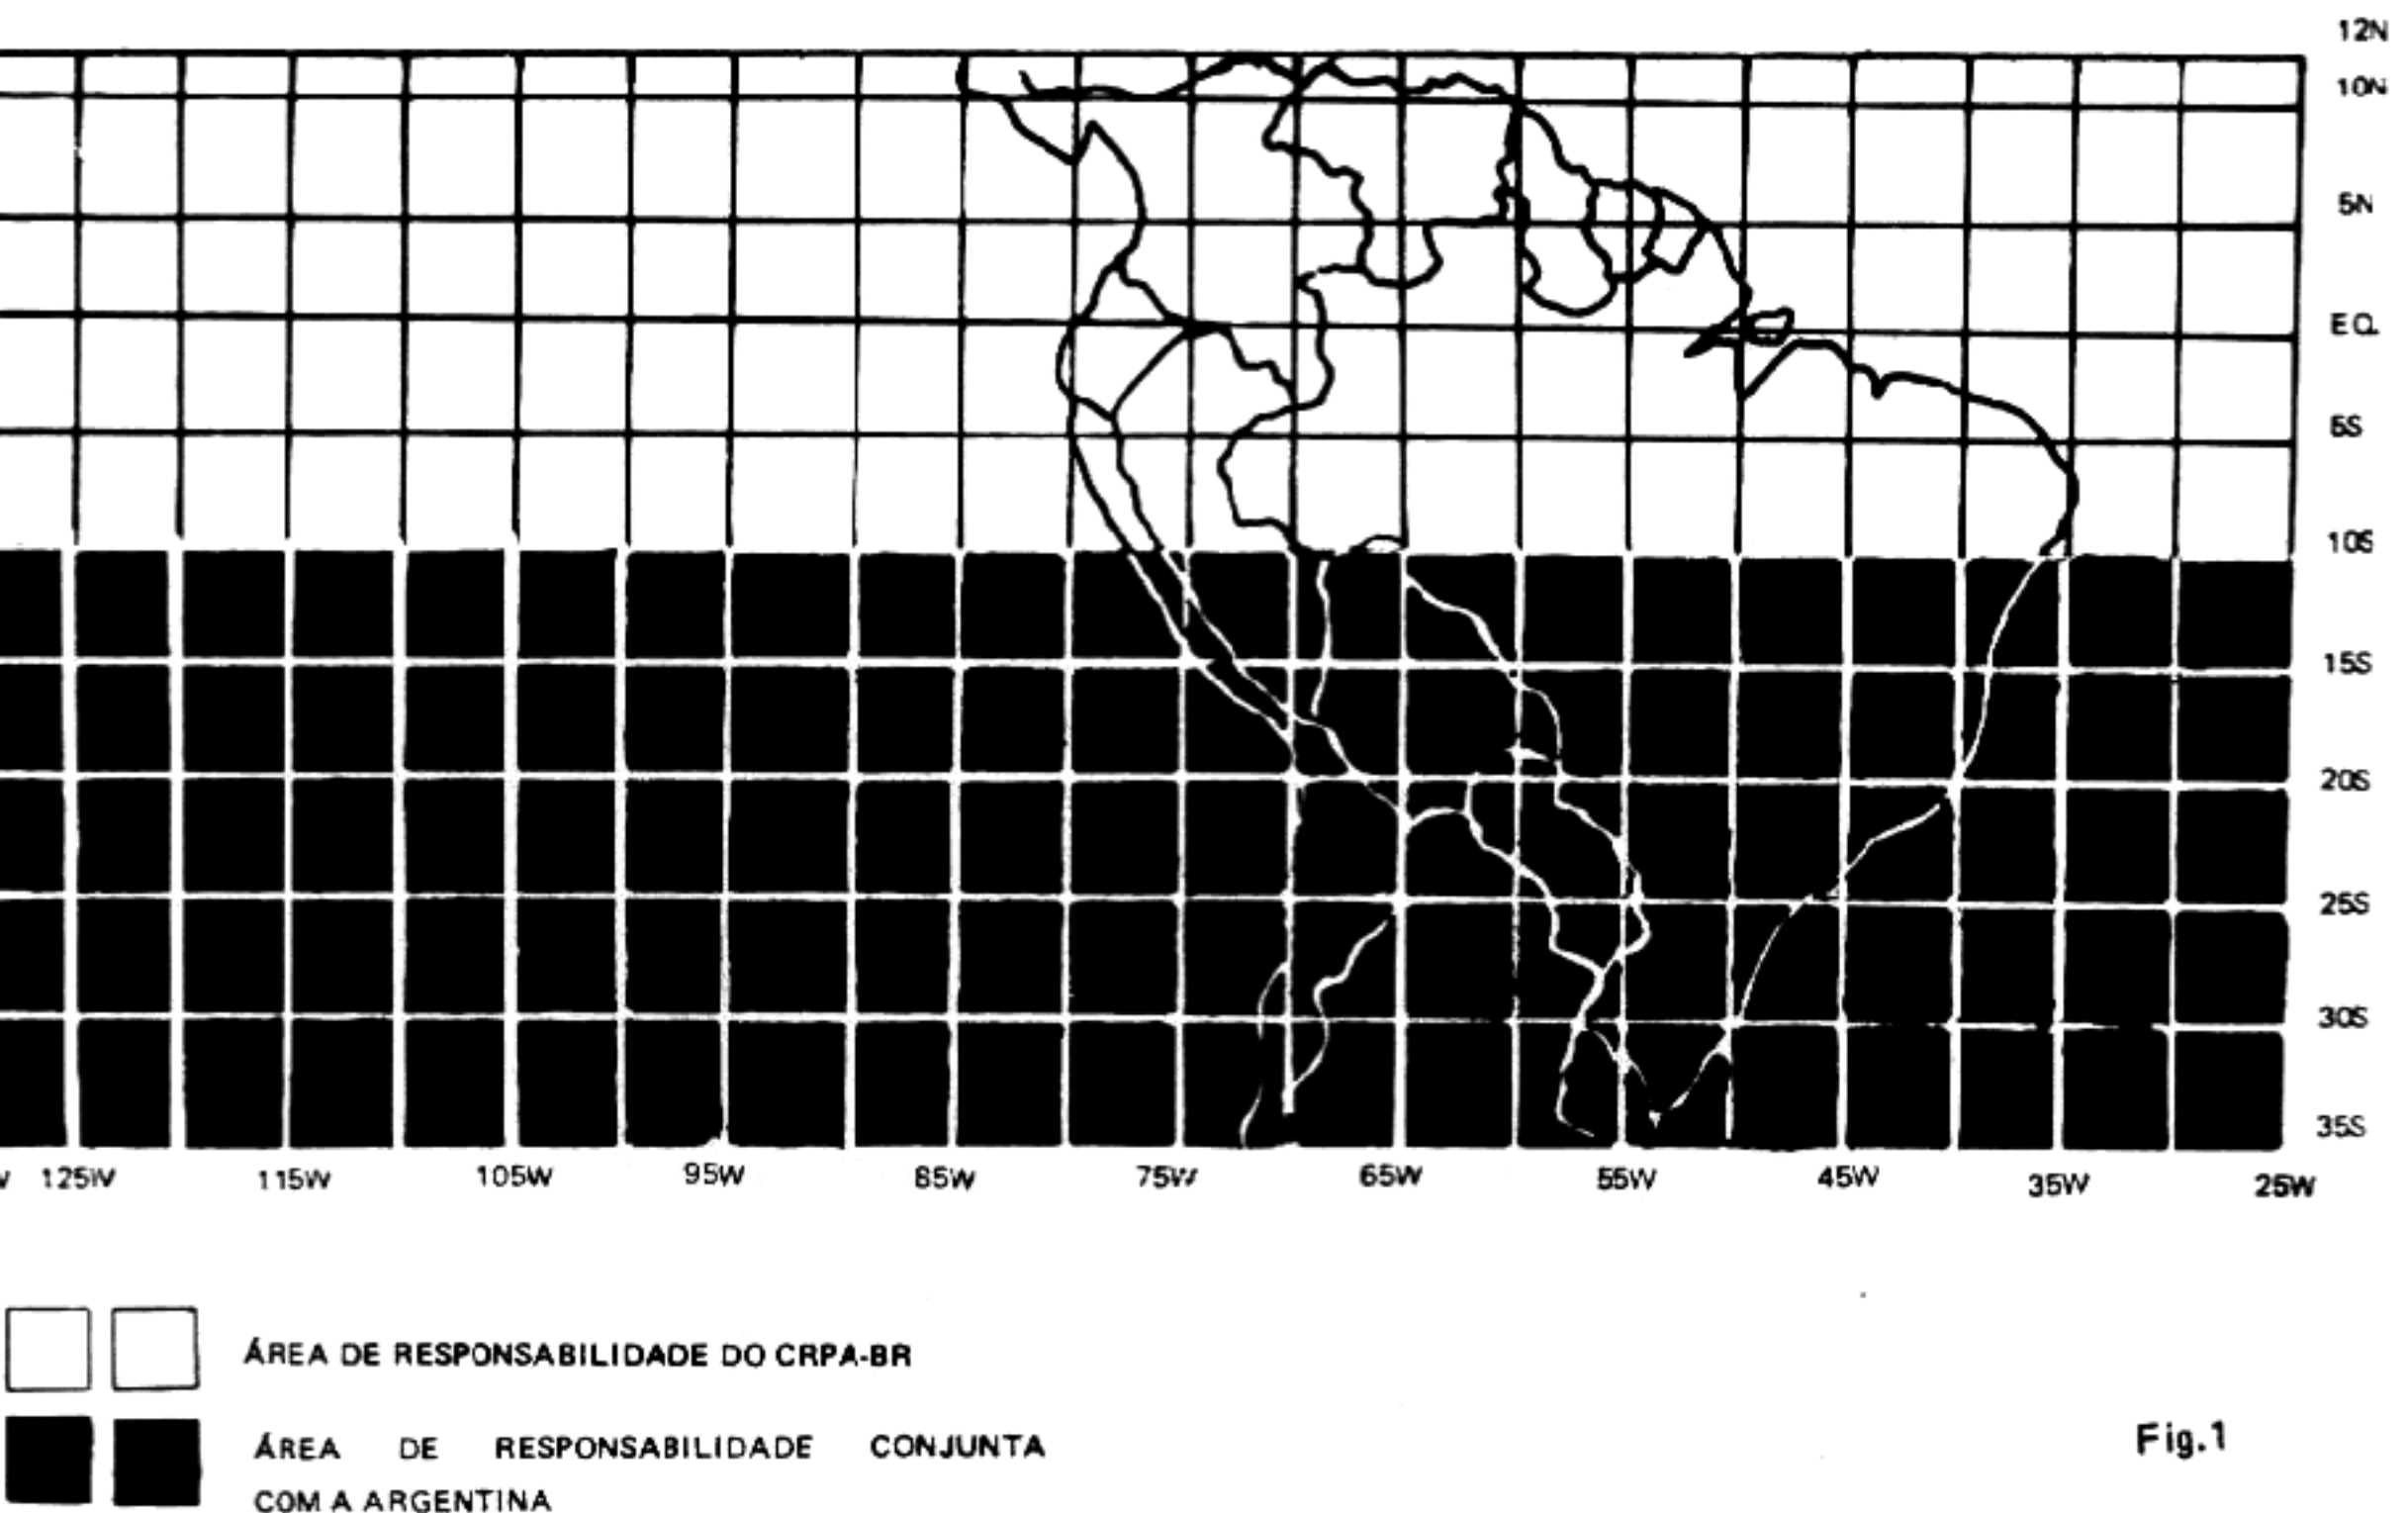 12N
10N
5N
EQ.
5S
10S
15S
20S
25S
30S
35S
W 125W 115W 105W 95W 85W 75W 65W 55W 45W 35W 25W
ÁREA DE RESPONSABILIDADE DO CRPA-BR
ÁREA DE RESPONSABILIDADE CONJUNTA
COM A ARGENTINA
Fig.1